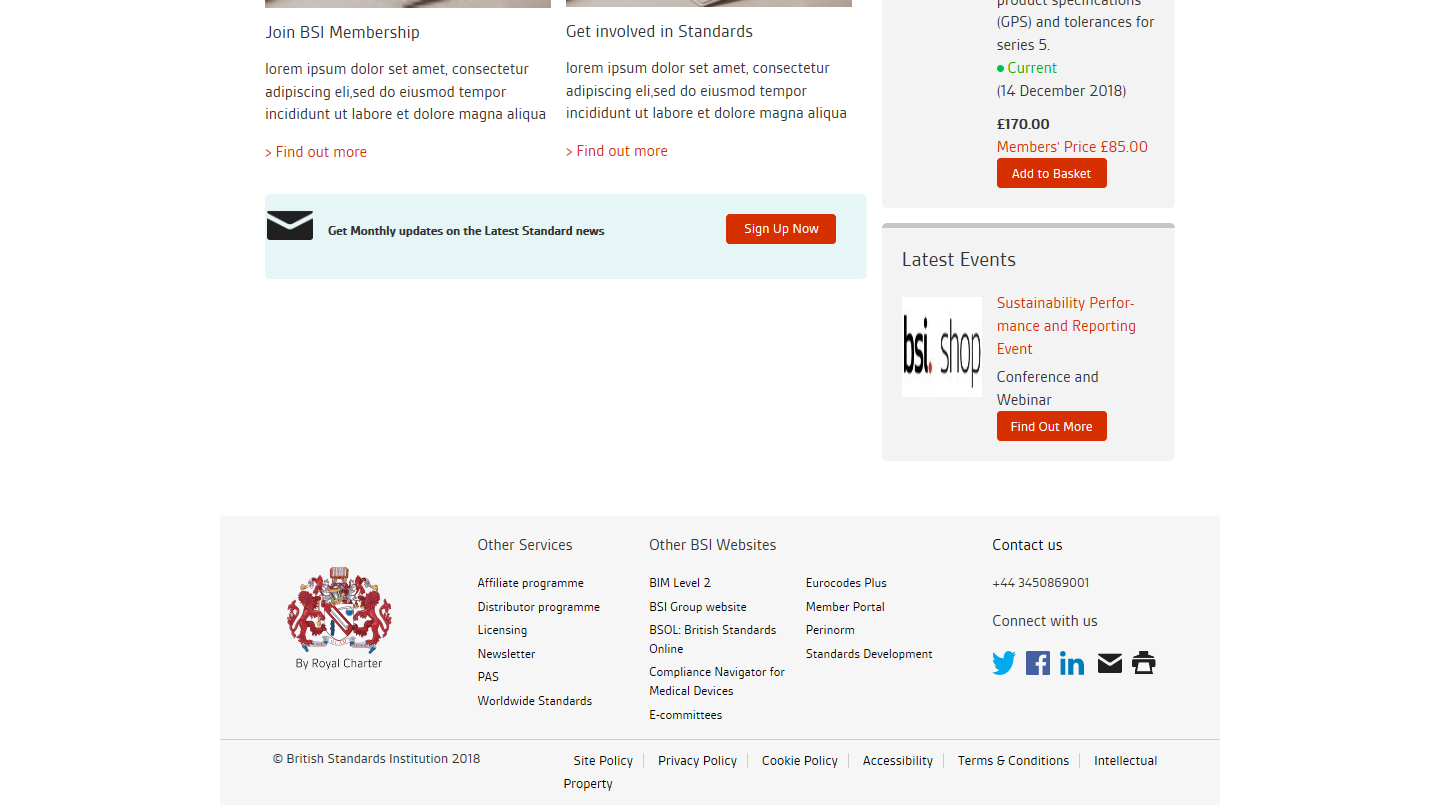 Join BSI Membership
lorem ipsum dolor set amet, consectetur
adipiscing eli,sed do eiusmod tempor
incididunt ut labore et dolore magna aliqua
> Find out more
Get involved in Standards
lorem ipsum dolor set amet, consectetur
adipiscing eli,sed do eiusmod tempor
incididunt ut labore et dolore magna aliqua
> Find out more
Get Monthly updates on the Latest Standard news
Sign Up Now
product specifications
(GPS) and tolerances for
series 5.
Current
(14 December 2018)
£170.00
Members' Price £85.00
Add to Basket
Latest Events
bsi. shop
Sustainability Perfor-
mance and Reporting
Event
Conference and
Webinar
Find Out More
By Royal Charter
Other Services
Affiliate programme
Distributor programme
Licensing
Newsletter
PAS
Worldwide Standards
Other BSI Websites
BIM Level 2
BSI Group website
BSOL: British Standards
Online
Compliance Navigator for
Medical Devices
E-committees
Eurocodes Plus
Member Portal
Perinorm
Standards Development
Contact us
+44 3450869001
Connect with us
© British Standards Institution 2018
Site Policy
Privacy Policy
Cookie Policy
Accessibility
Terms & Conditions
Intellectual
Property